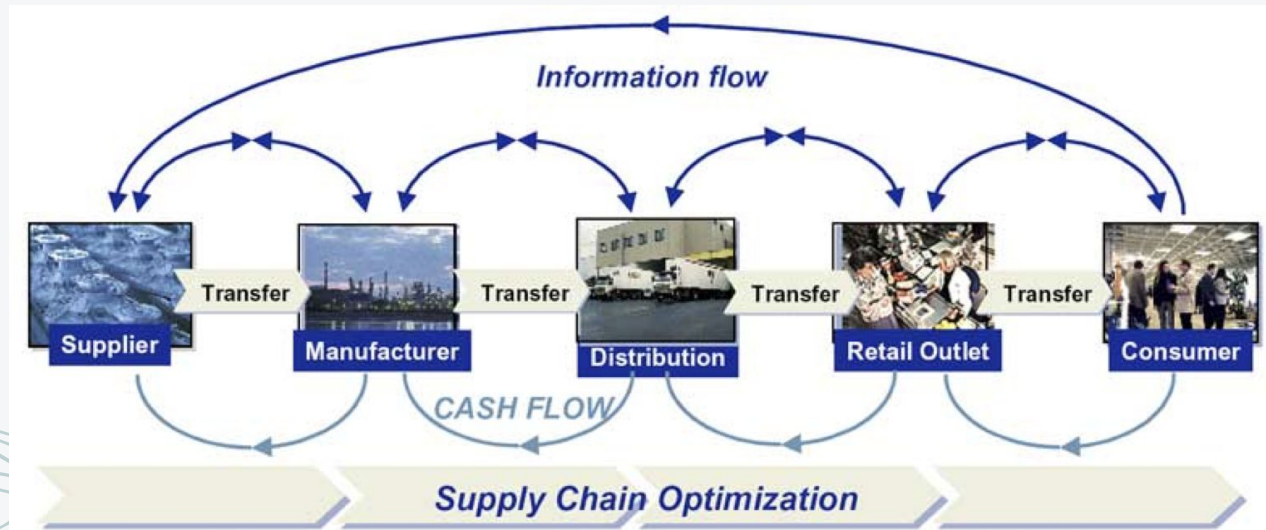 Information flow
Transfer
Transfer
Transfer
Transfer
Supplier
Manufacturer
Distribution
Retail Outlet
Consumer
CASH FLOW
Supply Chain Optimization